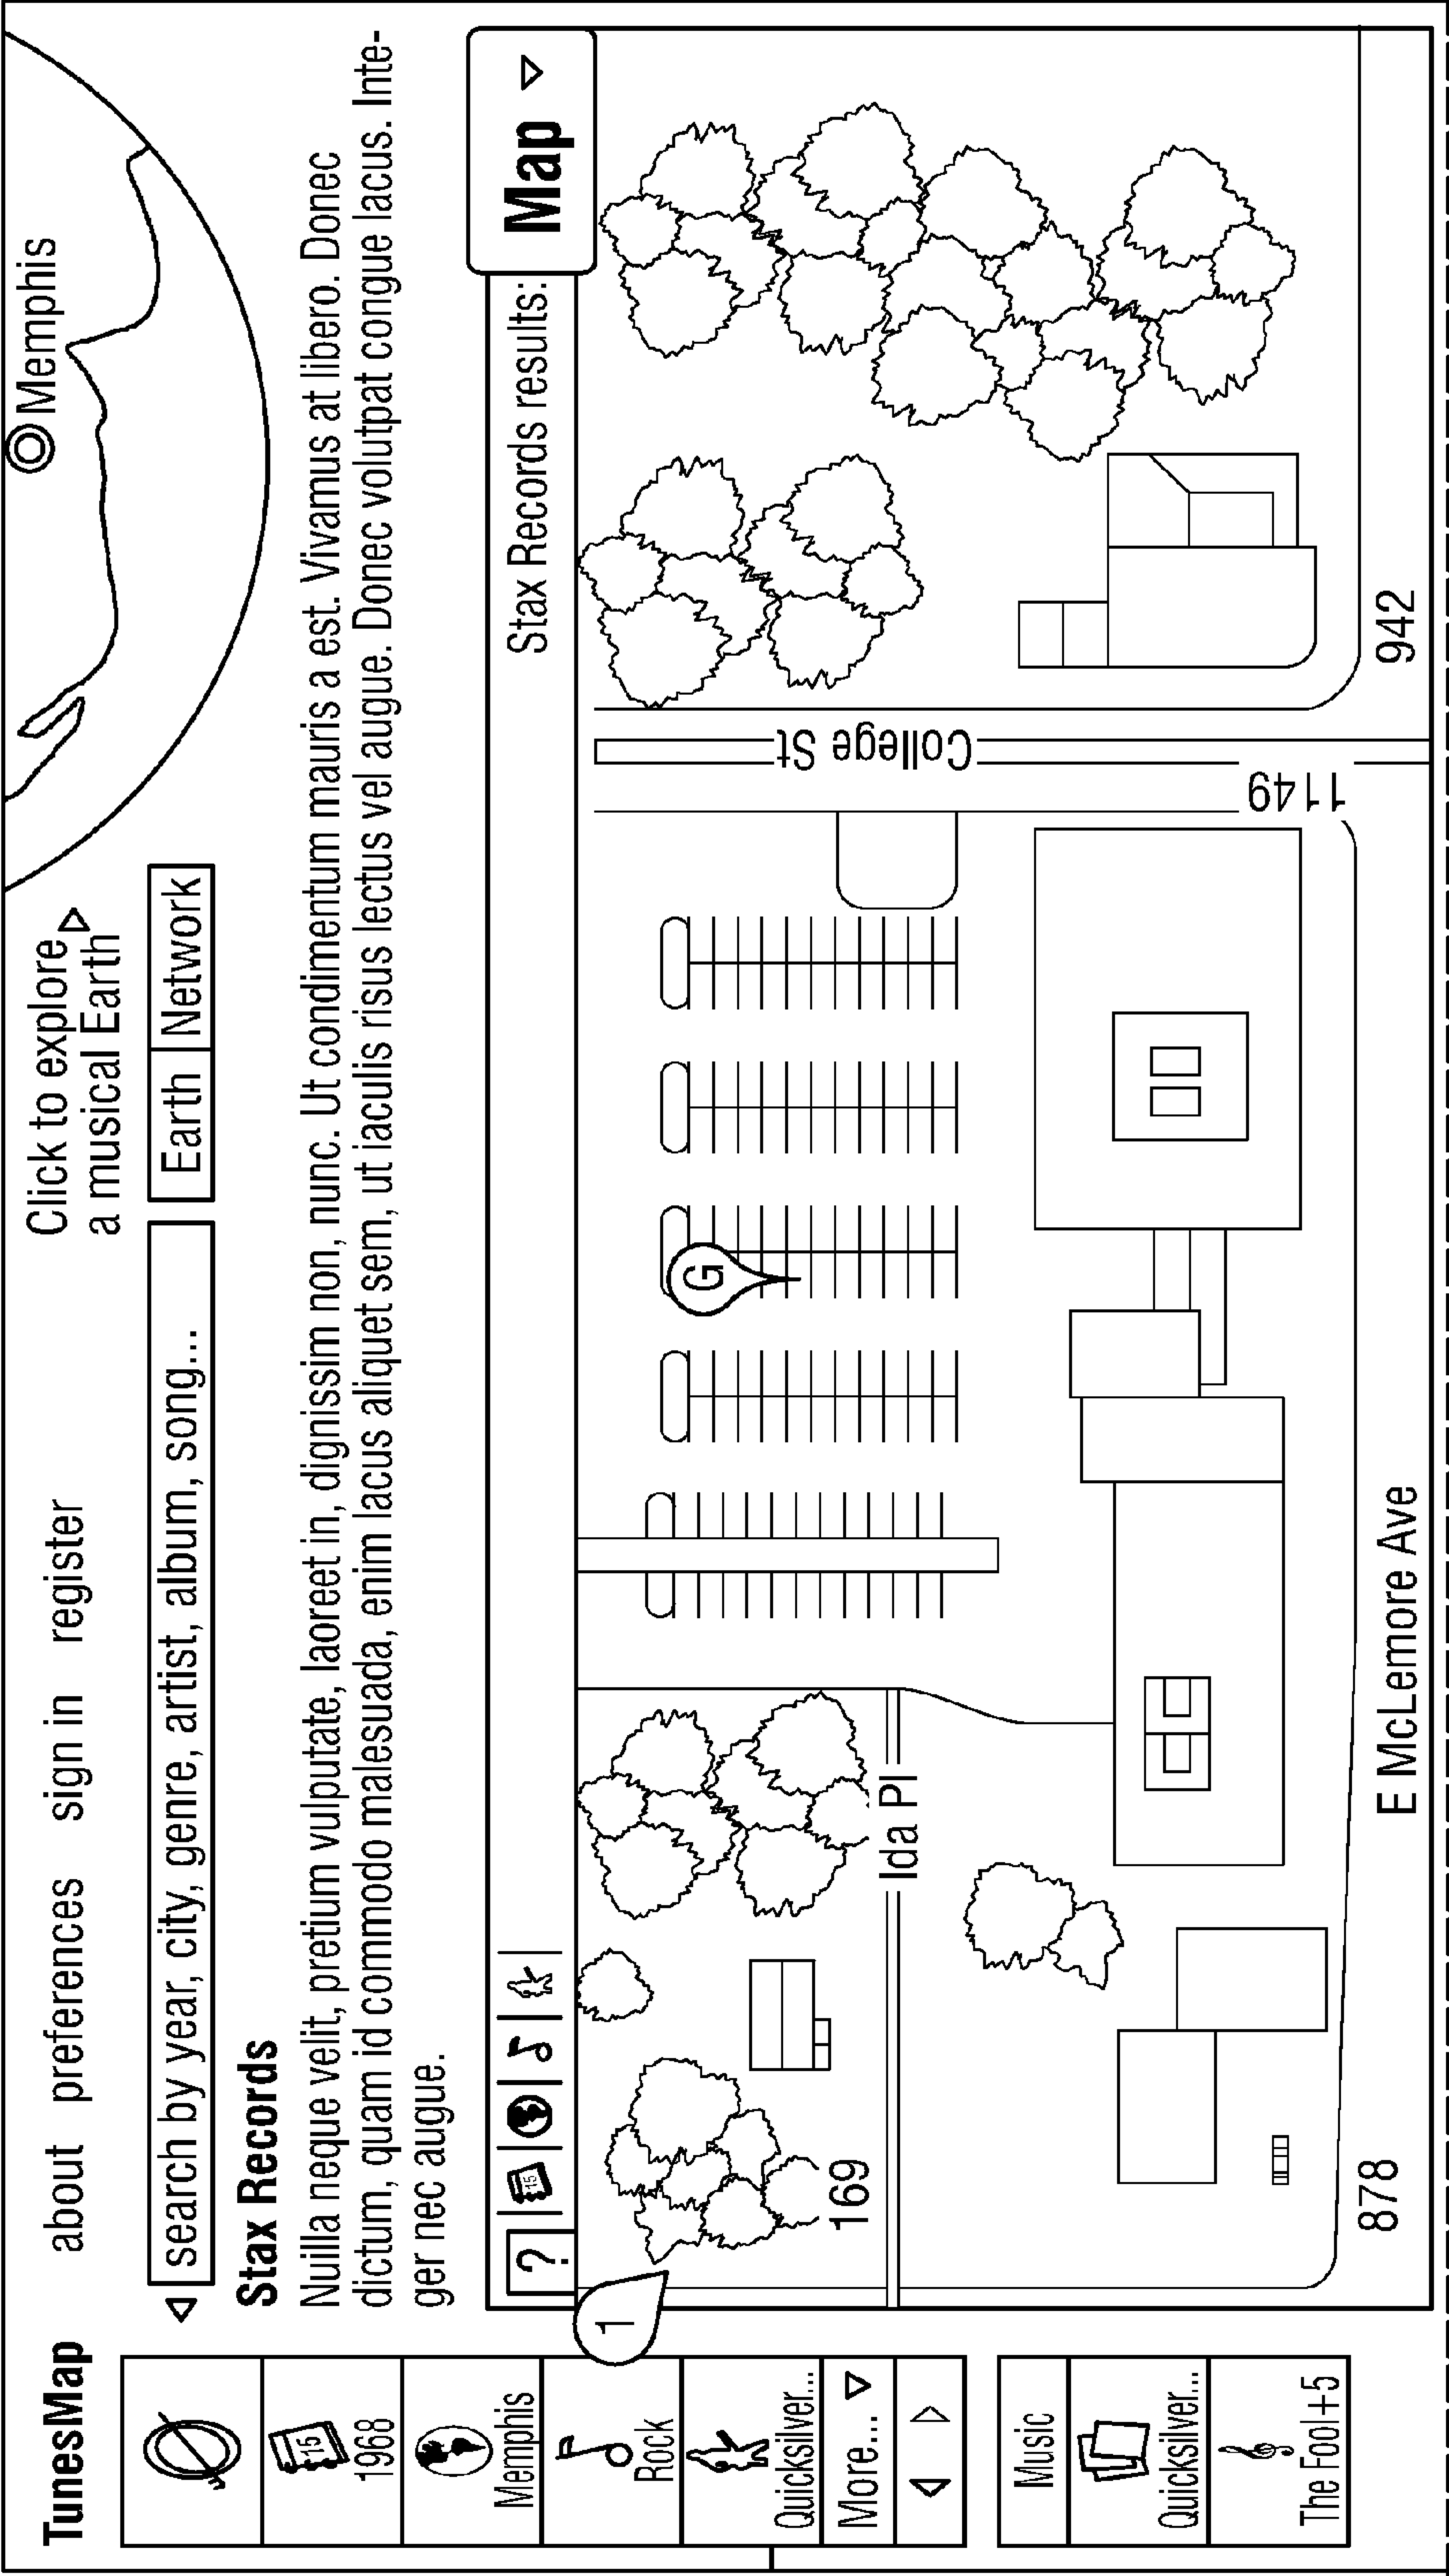 TunesMap
about preferences sign in register
Click to explore
a musical Earth
Memphis
search by year, city, genre, artist, album, song...
Earth Network
Stax Records
Nuilla neque velit, pretium vulputate, laoreet in, dignissim non, nunc. Ut condimentum mauris a est. Vivamus at libero. Donec
dictum, quam id commodo malesuada, enim lacus aliquet sem, ut iaculis risus lectus vel augue. Donec volutpat congue lacus. Inte-
ger nec augue.
15
1968
Memphis
Rock
Quicksilver...
More...
Music
Quicksilver...
The Fool+5
?
15
Stax Records results:
Map
1
G
169
Ida Pl
College St
1149
878
E McLemore Ave
942